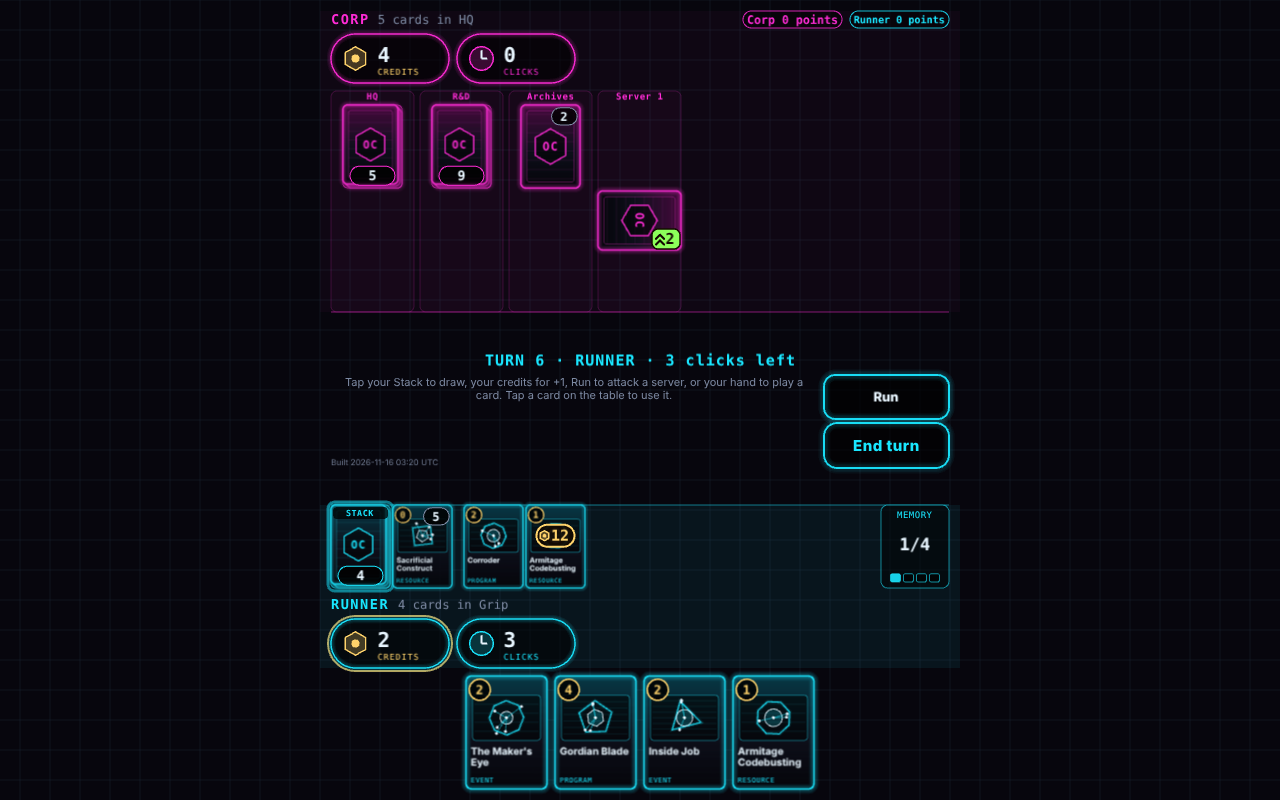 CORP 5 cards in HQ
Corp 0 points
Runner 0 points
4
CREDITS
0
CLICKS
HQ
R&D
Archives
Server 1
OC
5
OC
9
OC
2
OC
2
TURN 6 · RUNNER · 3 clicks left
Tap your Stack to draw, your credits for +1, Run to attack a server, or your hand to play a
card. Tap a card on the table to use it.
Run
End turn
Built 2026-11-16 03:20 UTC
STACK
OC
4
0
5
Sacrificial
Construct
RESOURCE
2
Corroder
PROGRAM
1
12
Armitage
Codebusting
RESOURCE
MEMORY
1/4
RUNNER 4 cards in Grip
2
CREDITS
3
CLICKS
2
The Maker's
Eye
EVENT
4
Gordian Blade
PROGRAM
2
Inside Job
EVENT
1
Armitage
Codebusting
RESOURCE